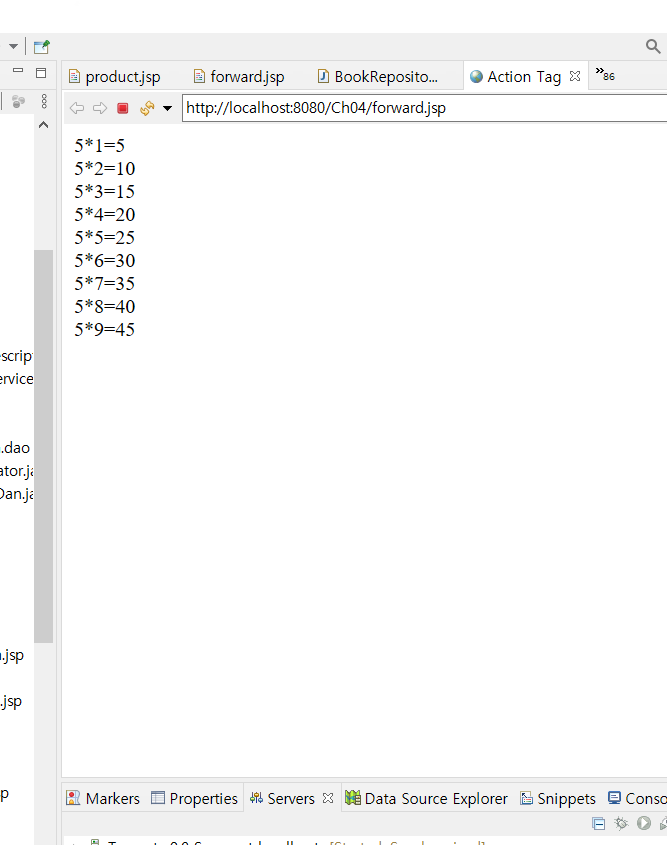 product.jsp forward.jsp BookReposito... Action Tag »86
http://localhost:8080/Ch04/forward.jsp
5*1=5
5*2=10
5*3=15
5*4=20
5*5=25
5*6=30
5*7=35
5*8=40
5*9=45
escrip
ervice
.dao
ator.ja
Dan.ja
.jsp
.jsp
p
Markers Properties Servers Data Source Explorer Snippets Conso